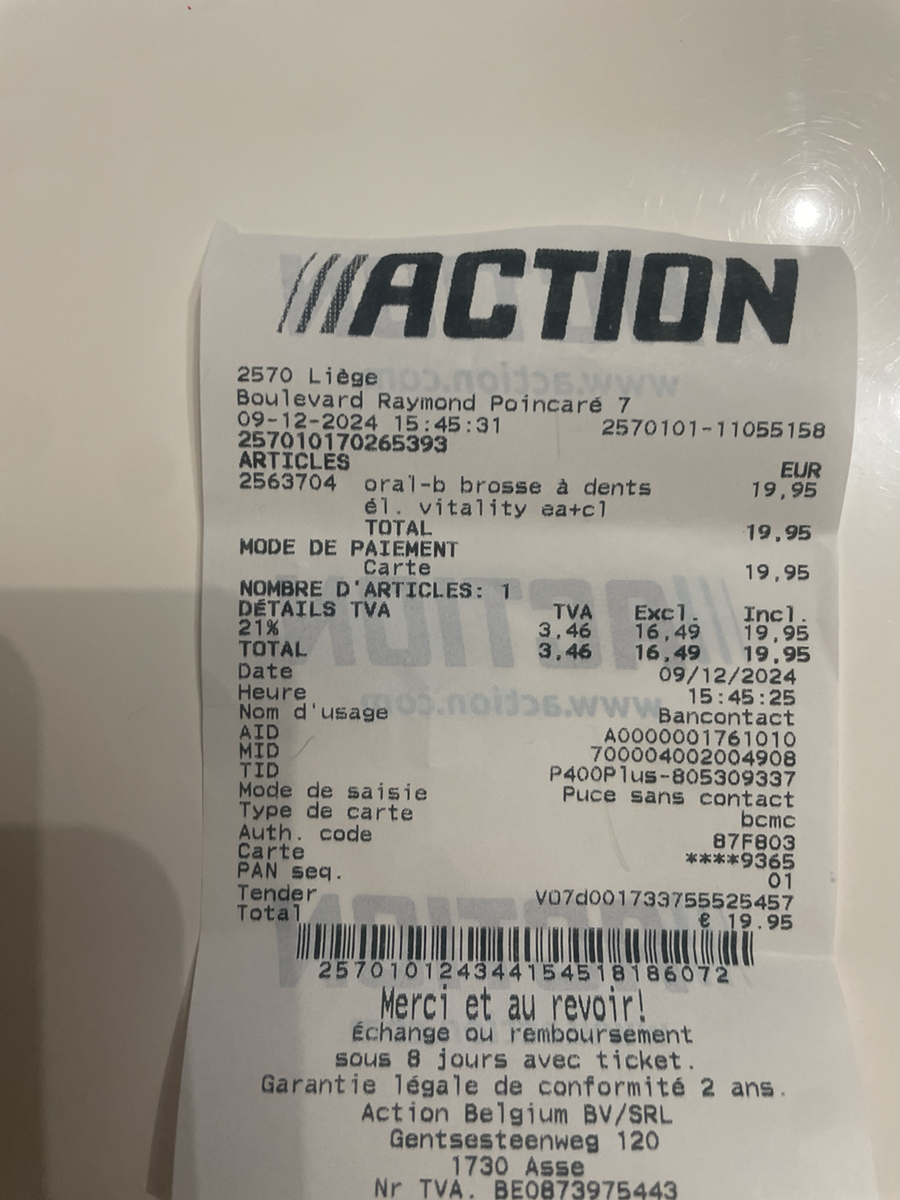 ///ACTION
2570 Liège
Boulevard Raymond Poincaré 7
09-12-2024 15:45:31 2570101-11055158
257010170265393
ARTICLES EUR
2563704 oral-b brosse à dents 19,95
él. vitality ea+cl
TOTAL 19,95
MODE DE PAIEMENT
Carte 19,95
NOMBRE D'ARTICLES: 1
DÉTAILS TVA TVA Excl. Incl.
21% 3,46 16,49 19,95
TOTAL 3,46 16,49 19,95
Date 09/12/2024
Heure 15:45:25
Nom d'usage Bancontact
AID A0000001761010
MID 700004002004908
TID P400Plus-805309337
Mode de saisie Puce sans contact
Type de carte bcmc
Auth. code 87F803
Carte ****9365
PAN seq. 01
Tender V07d001733755525457
Total € 19.95
257010124344154518186072
Merci et au revoir!
Échange ou remboursement
sous 8 jours avec ticket.
Garantie légale de conformité 2 ans.
Action Belgium BV/SRL
Gentsesteenweg 120
1730 Asse
Nr TVA. BE0873975443